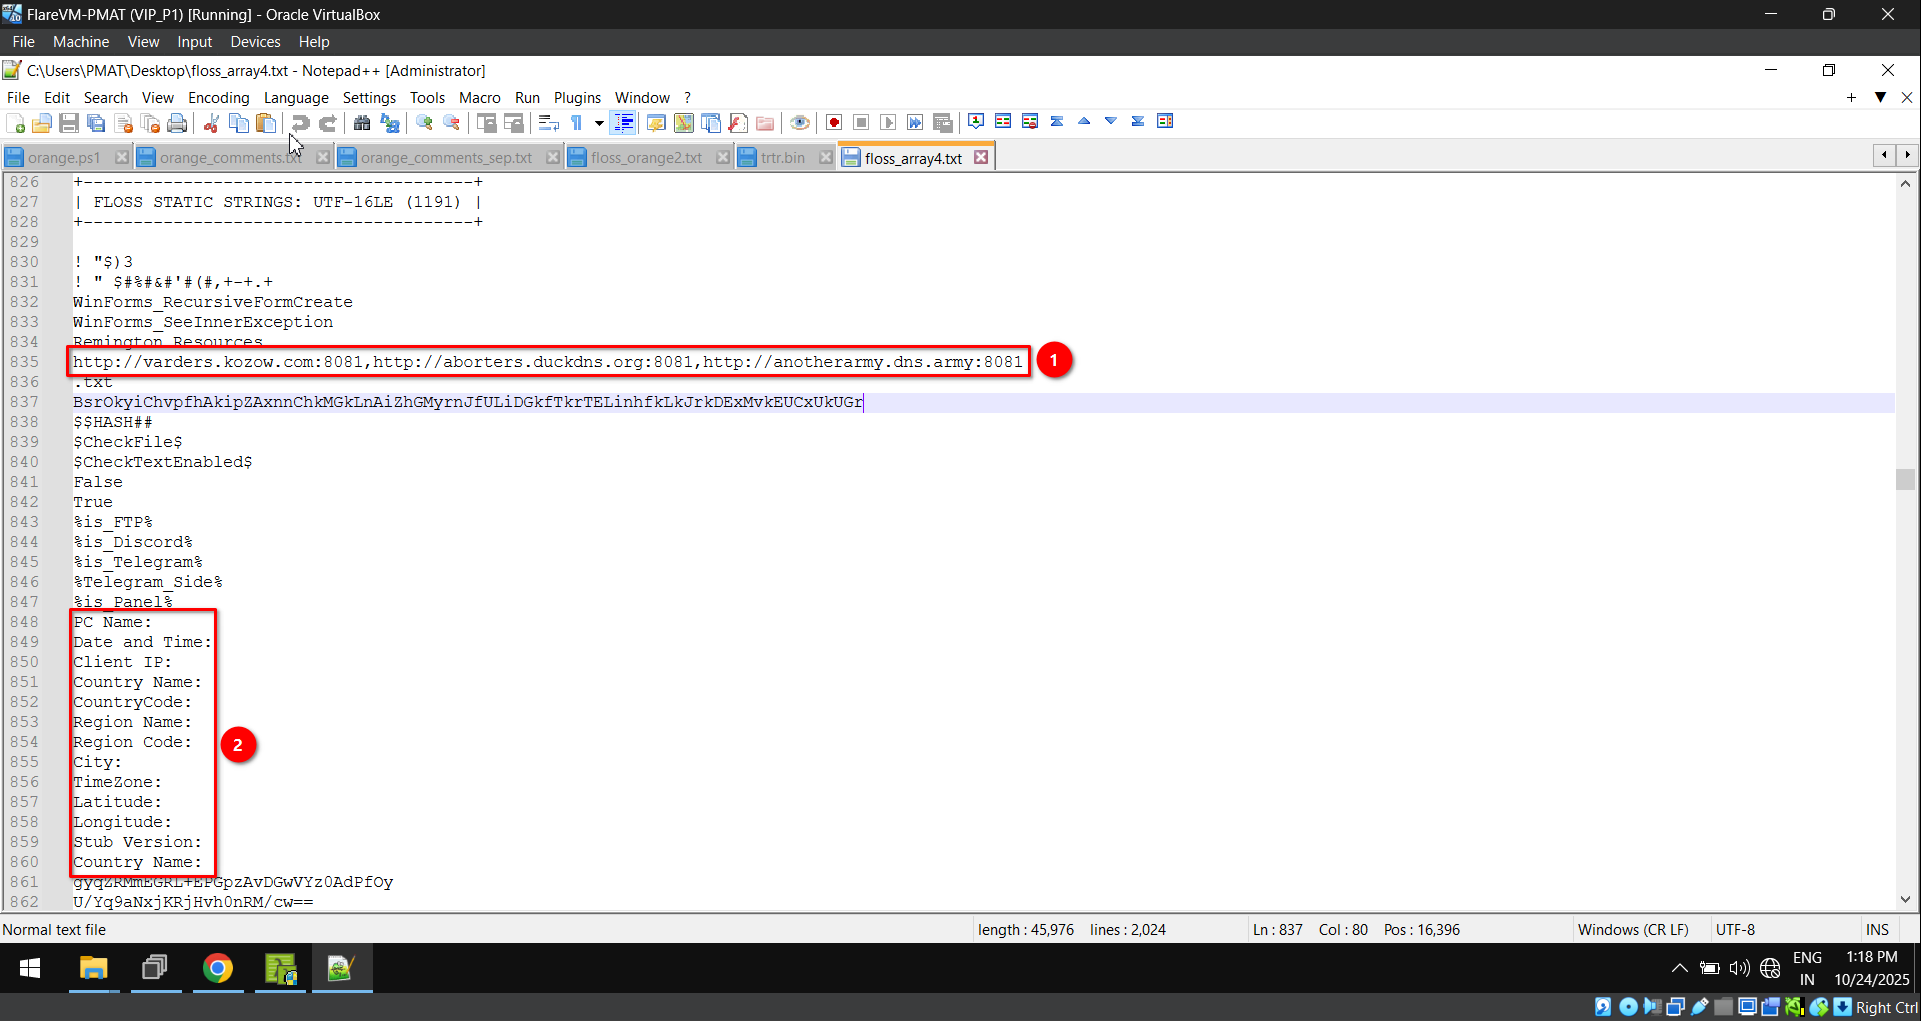 FlareVM-PMAT (VIP_P1) [Running] - Oracle VirtualBox
File Machine View Input Devices Help
C:\Users\PMAT\Desktop\floss_array4.txt - Notepad++ [Administrator]
File Edit Search View Encoding Language Settings Tools Macro Run Plugins Window ?
orange.ps1 orange_comments.txt orange_comments_sep.txt floss_orange2.txt trtr.bin floss_array4.txt
826 +---------------------------------------+
827 | FLOSS STATIC STRINGS: UTF-16LE (1191) |
828 +---------------------------------------+
829
830 ! "$)3
831 ! " $#%#&#'#(#,+-+.+
832 WinForms_RecursiveFormCreate
833 WinForms_SeeInnerException
834 Remington_Resources
835 http://varders.kozow.com:8081,http://aborters.duckdns.org:8081,http://anotherarmy.dns.army:8081
1
836 .txt
837 BsrOkyiChvpfhAkipZAxnnChkMGkLnAiZhGMyrnJfULiDGkfTkrTELinhfkLkJrkDExMvkEUCxUkUGr
838 $$HASH##
839 $CheckFile$
840 $CheckTextEnabled$
841 False
842 True
843 %is_FTP%
844 %is_Discord%
845 %is_Telegram%
846 %Telegram_Side%
847 %is_Panel%
848 PC Name:
849 Date and Time:
850 Client IP:
851 Country Name:
852 CountryCode:
853 Region Name:
854 Region Code:
2
855 City:
856 TimeZone:
857 Latitude:
858 Longitude:
859 Stub Version:
860 Country Name:
861 gyqZRMmEGRL+EPGpzAvDGwVYz0AdPfOy
862 U/Yq9aNxjKRjHvh0nRM/cw==
Normal text file length : 45,976 lines : 2,024 Ln : 837 Col : 80 Pos : 16,396 Windows (CR LF) UTF-8 INS
ENG 1:18 PM
IN 10/24/2025
Right Ctrl